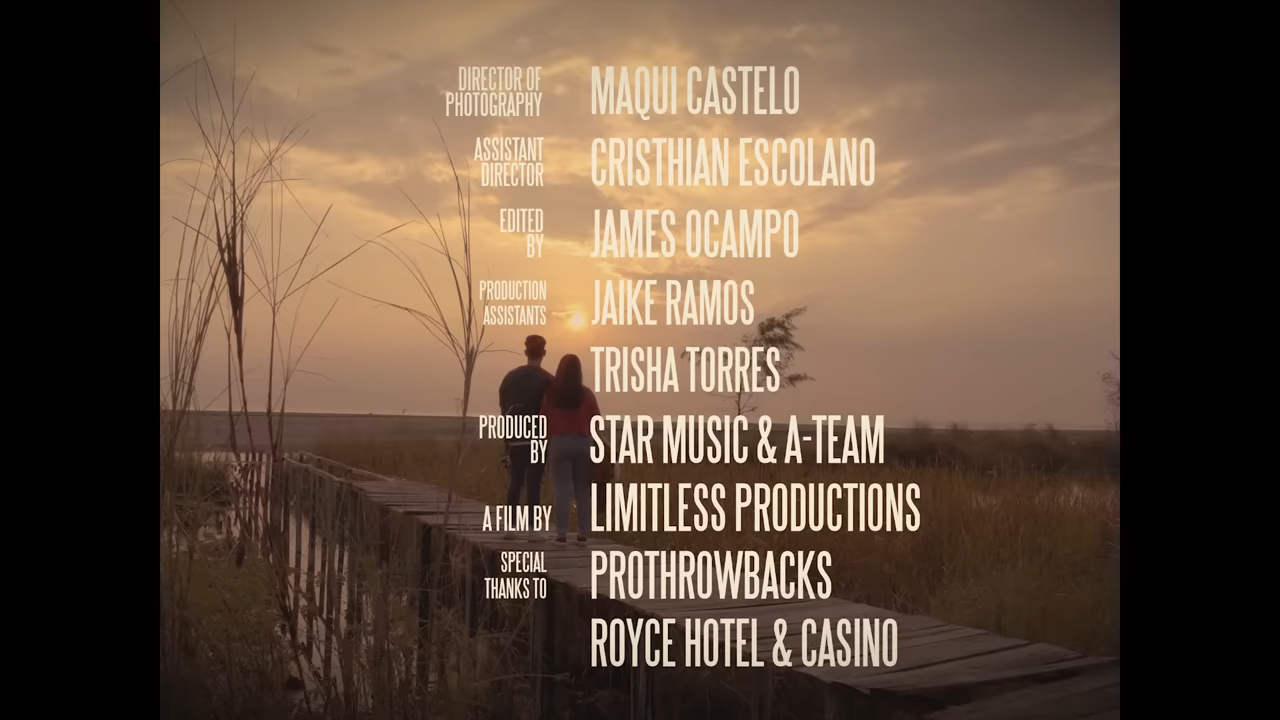 DIRECTOR OF
PHOTOGRAPHY
MAQUI CASTELO
ASSISTANT
DIRECTOR
CRISTHIAN ESCOLANO
EDITED
BY
JAMES OCAMPO
PRODUCTION
ASSISTANTS
JAIKE RAMOS
TRISHA TORRES
PRODUCED
BY
STAR MUSIC & A-TEAM
A FILM BY
LIMITLESS PRODUCTIONS
SPECIAL
THANKS TO
PROTHROWBACKS
ROYCE HOTEL & CASINO